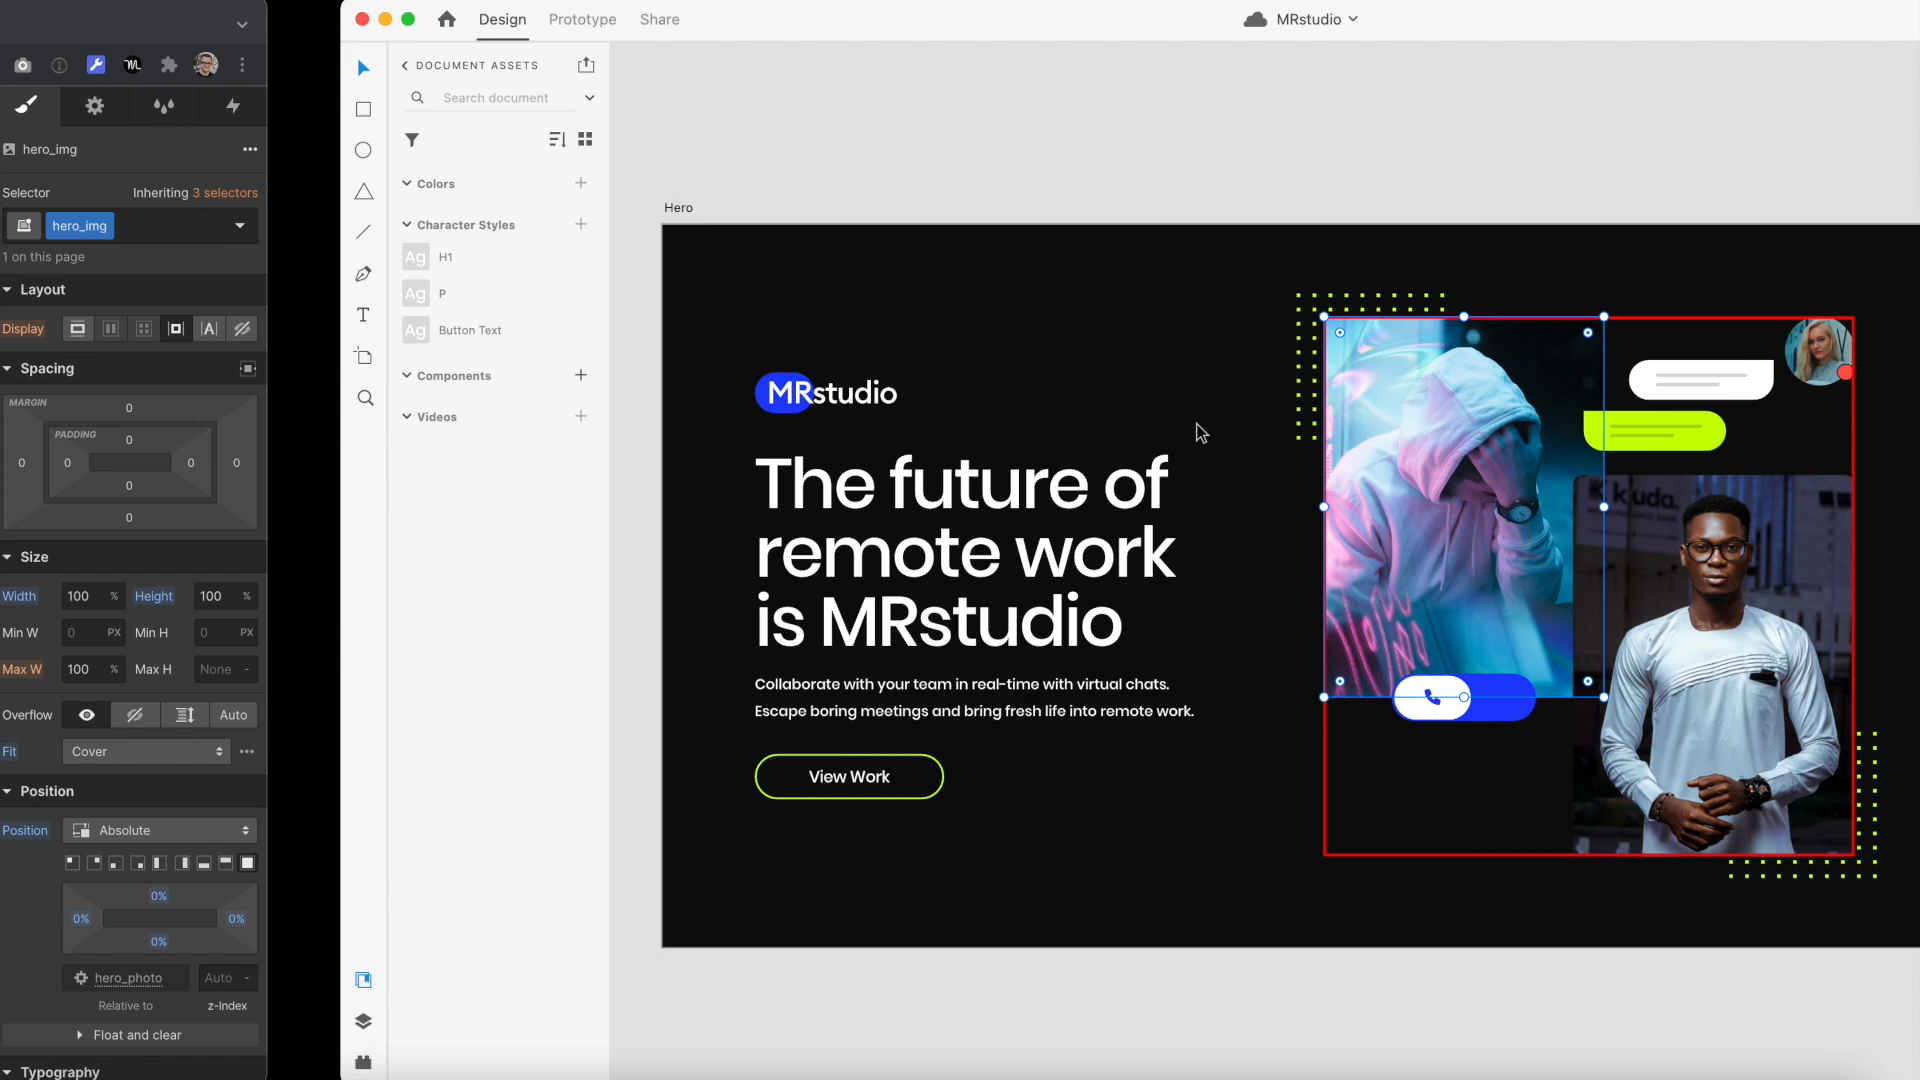 hero_img
Selector
Inheriting 3 selectors
hero_img
1 on this page
Layout
Display
Spacing
MARGIN
0
PADDING
0
0
0
0
0
0
0
Size
Width
100
%
Height
100
%
Min W
0
PX
Min H
0
PX
Max W
100
%
Max H
None
-
Overflow
Auto
Fit
Cover
Position
Position
Absolute
0%
0%
0%
0%
hero_photo
Auto
-
Relative to
z-Index
Float and clear
Typography
Design
Prototype
Share
MRstudio
DOCUMENT ASSETS
Search document
Colors
Character Styles
Ag
H1
Ag
P
Ag
Button Text
Components
Videos
Hero
MRstudio
The future of
remote work
is MRstudio
Collaborate with your team in real-time with virtual chats.
Escape boring meetings and bring fresh life into remote work.
View Work